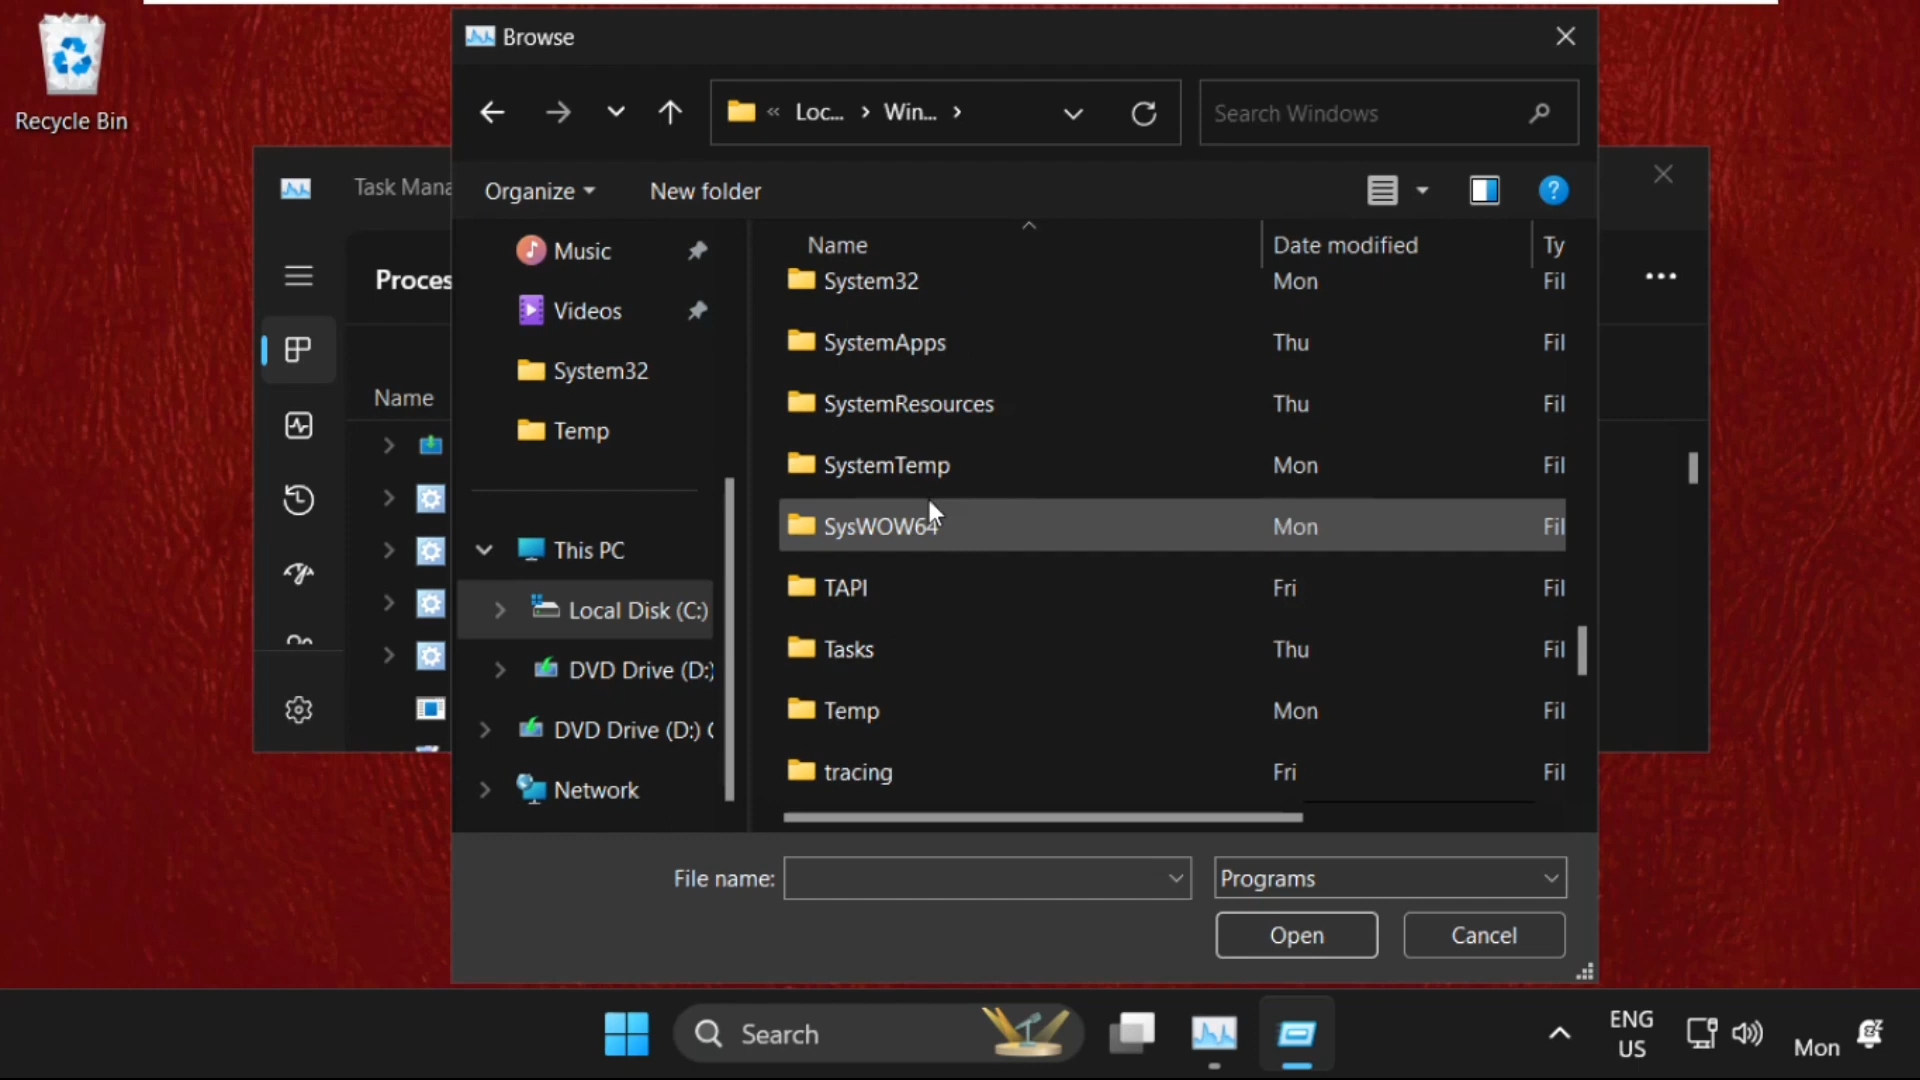 Recycle Bin
Browse
« Loc... > Win... >
Search Windows
Task Mana
Organize
New folder
Proces
Name
Music
Videos
System32
Temp
This PC
Local Disk (C:)
DVD Drive (D:)
DVD Drive (D:) (
Network
Name Date modified Ty
System32 Mon Fil
SystemApps Thu Fil
SystemResources Thu Fil
SystemTemp Mon Fil
SysWOW64 Mon Fil
TAPI Fri Fil
Tasks Thu Fil
Temp Mon Fil
tracing Fri Fil
File name:
Programs
Open
Cancel
Search
ENG
US
Mon